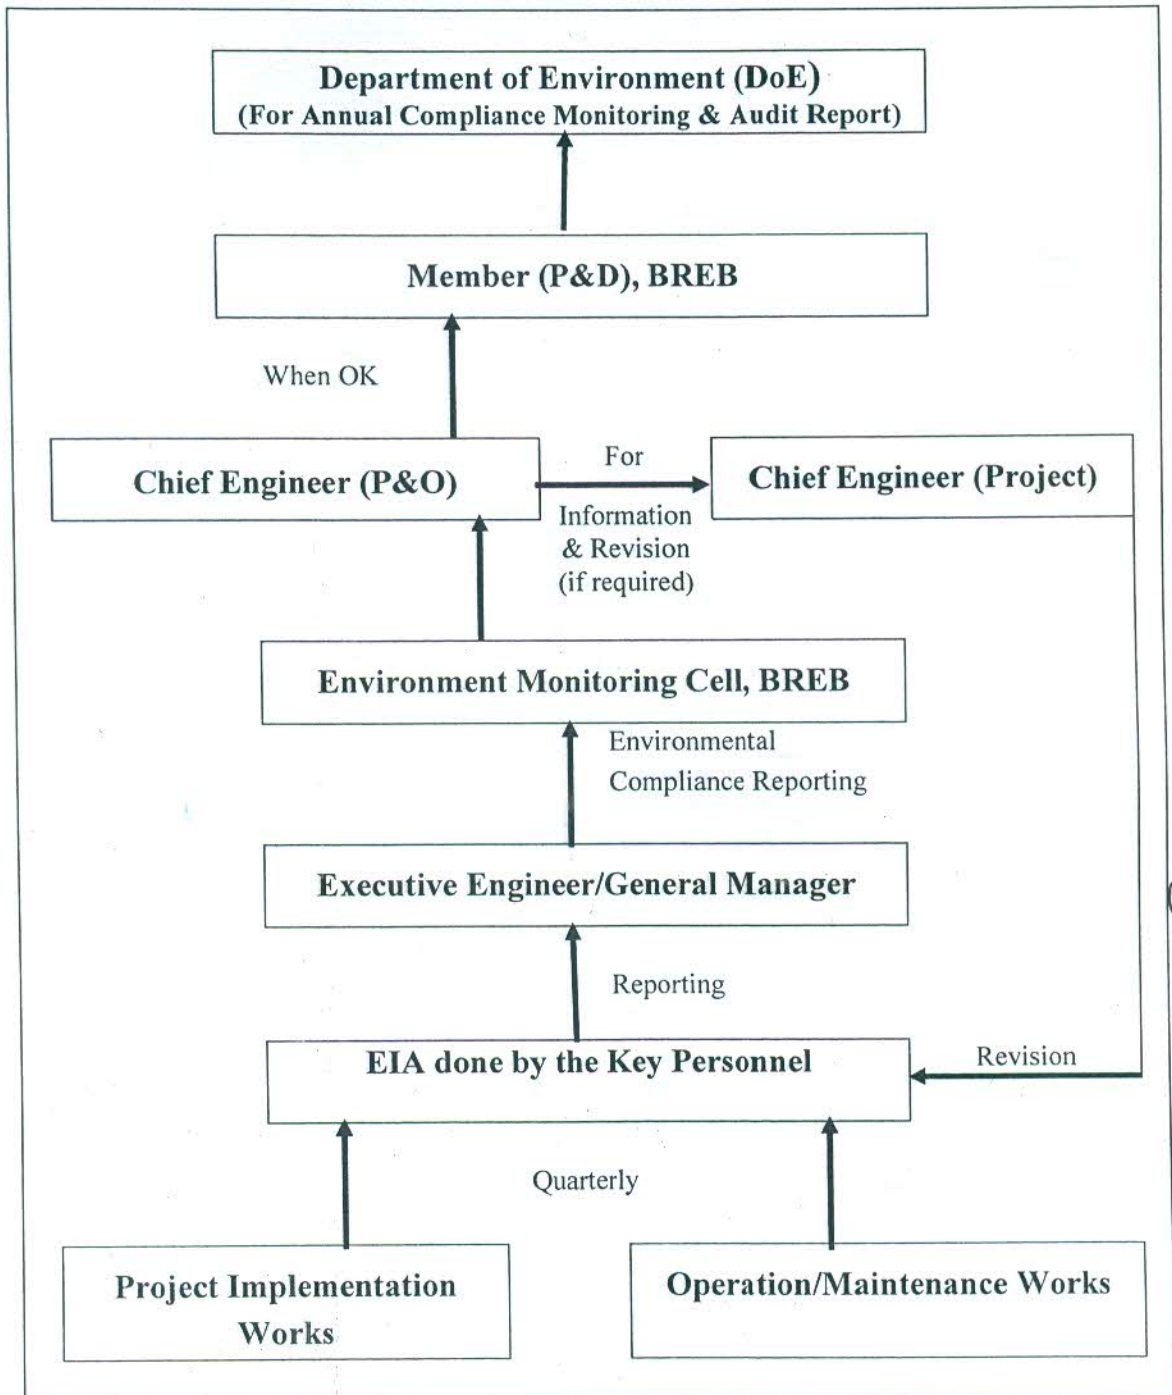 Department of Environment (DoE)
(For Annual Compliance Monitoring & Audit Report)
Member (P&D), BREB
When OK
Chief Engineer (P&O)
For
Information
& Revision
(if required)
Chief Engineer (Project)
Environment Monitoring Cell, BREB
Environmental
Compliance Reporting
Executive Engineer/General Manager
Reporting
EIA done by the Key Personnel
Revision
Quarterly
Project Implementation
Works
Operation/Maintenance Works